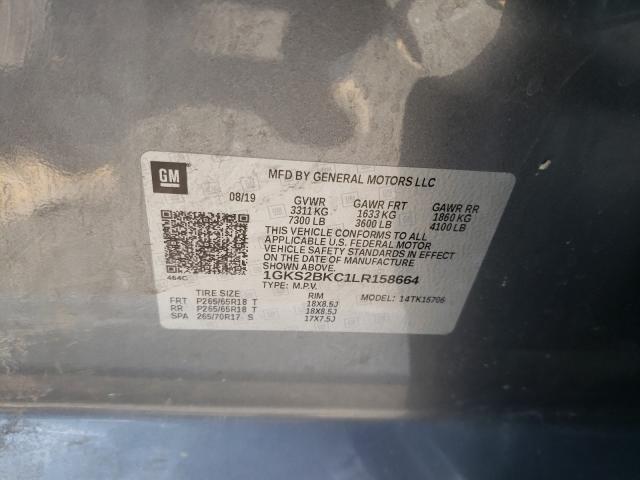 GM
MFD BY GENERAL MOTORS LLC
08/19
GVWR GAWR FRT GAWR RR
3311 KG 1633 KG 1860 KG
7300 LB 3600 LB 4100 LB
THIS VEHICLE CONFORMS TO ALL
APPLICABLE U.S. FEDERAL MOTOR
VEHICLE SAFETY STANDARDS IN EFFECT
ON THE DATE OF MANUFACTURE
SHOWN ABOVE.
464C
1GKS2BKC1LR158664
TYPE: M.P.V.
TIRE SIZE RIM MODEL: 14TK15706
FRT P265/65R18 T 18X8.5J
RR P265/65R18 T 18X8.5J
SPA 265/70R17 S 17X7.5J